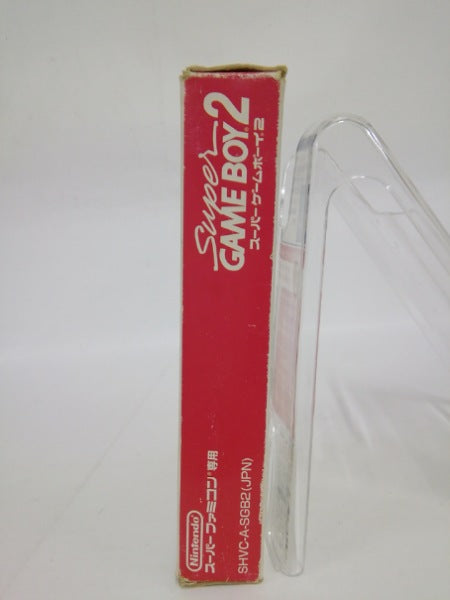 Super
GAME BOY®2
スーパーゲームボーイ2
Nintendo®
スーパーファミコン®専用
SHVC-A-SGB2(JPN)